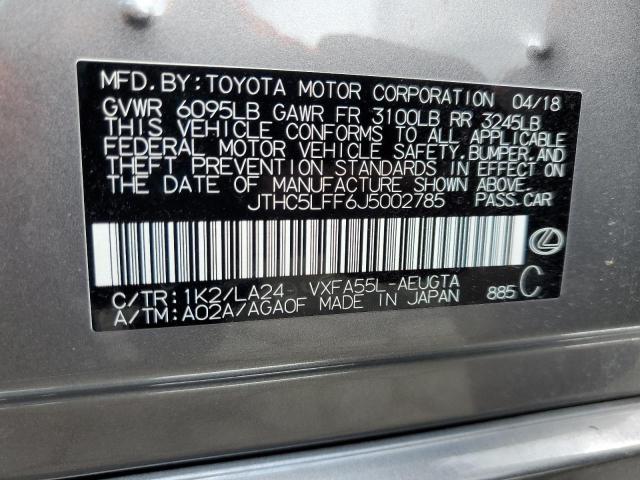 MFD.BY:TOYOTA MOTOR CORPORATION 04/18
GVWR 6095LB GAWR FR 3100LB RR 3245LB
THIS VEHICLE CONFORMS TO ALL APPLICABLE
FEDERAL MOTOR VEHICLE SAFETY,BUMPER,AND
THEFT PREVENTION STANDARDS IN EFFECT ON
THE DATE OF MANUFACTURE SHOWN ABOVE.
JTHC5LFF6J5002785 PASS.CAR
C/TR:1K2/LA24 VXFA55L-AEUGTA
A/TM:A02A/AGA0F MADE IN JAPAN 885 C